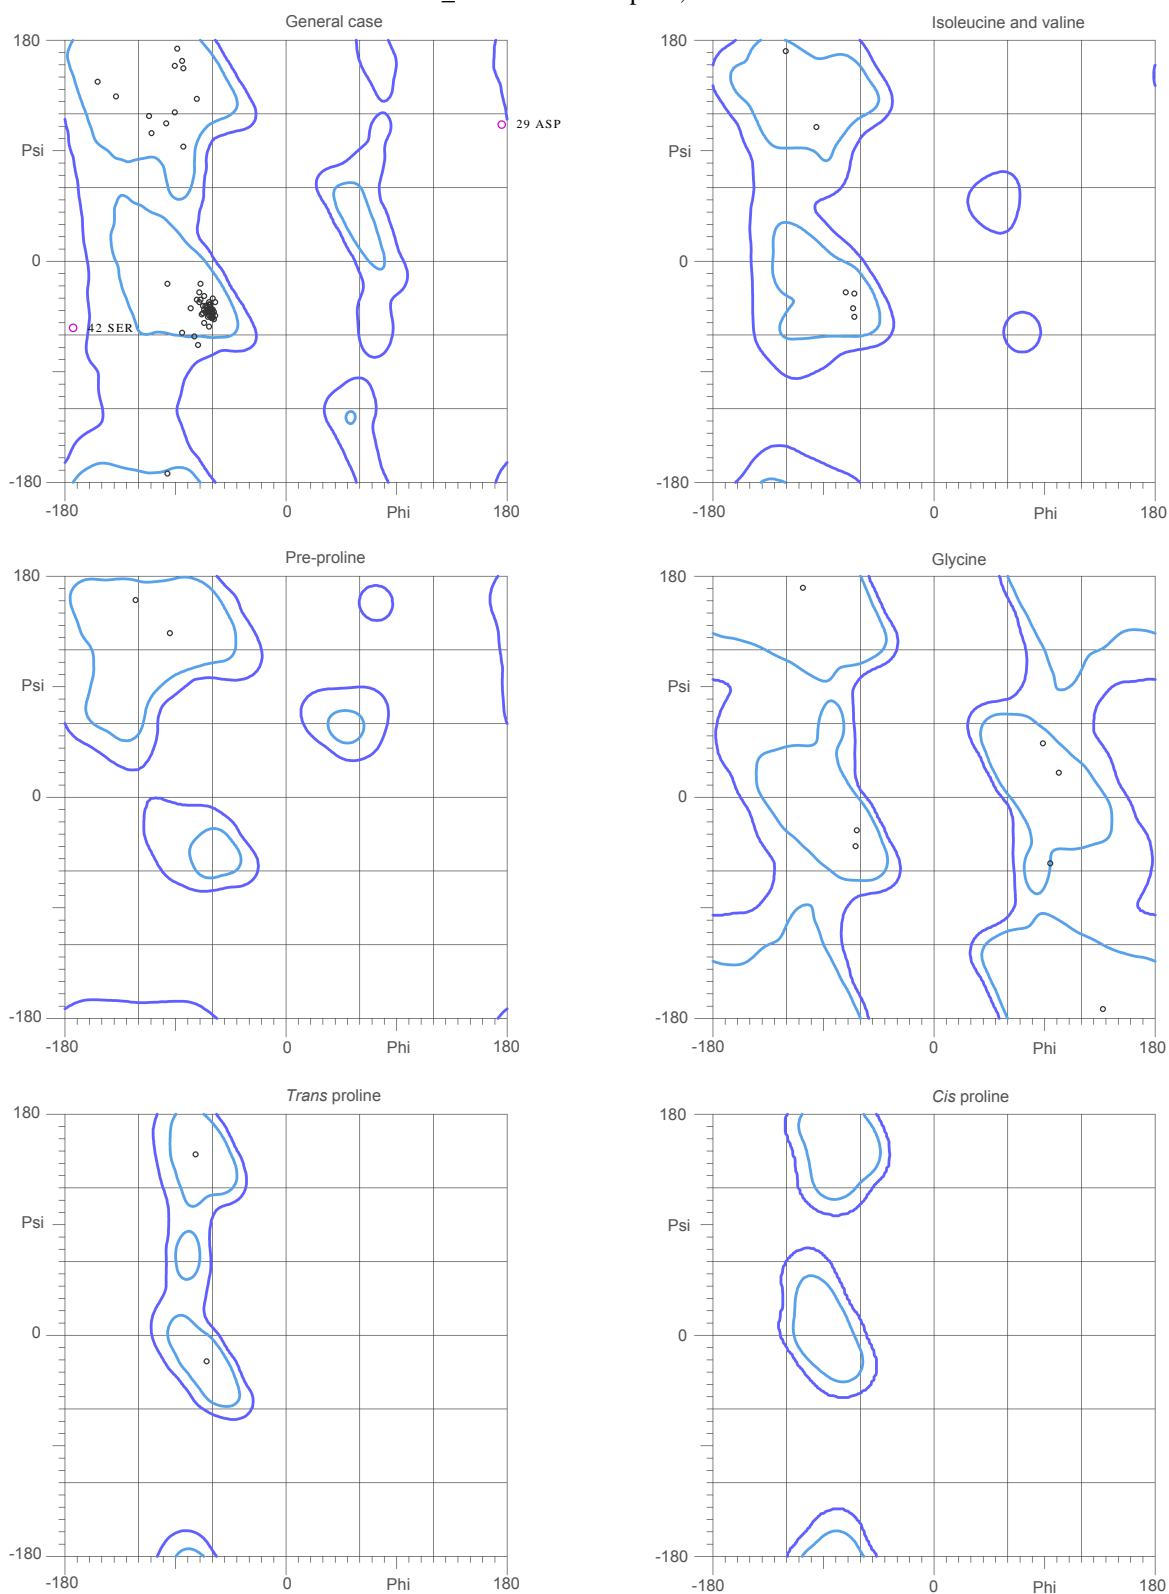 General case
Isoleucine and valine
180
180
29 ASP
Psi
Psi
0
0
42 SER
-180
-180
-180
0
Phi
180
-180
0
Phi
180
Pre-proline
Glycine
180
180
Psi
Psi
0
0
-180
-180
-180
0
Phi
180
-180
0
Phi
180
Trans proline
Cis proline
180
180
Psi
Psi
0
0
-180
-180
-180
0
Phi
180
-180
0
Phi
180